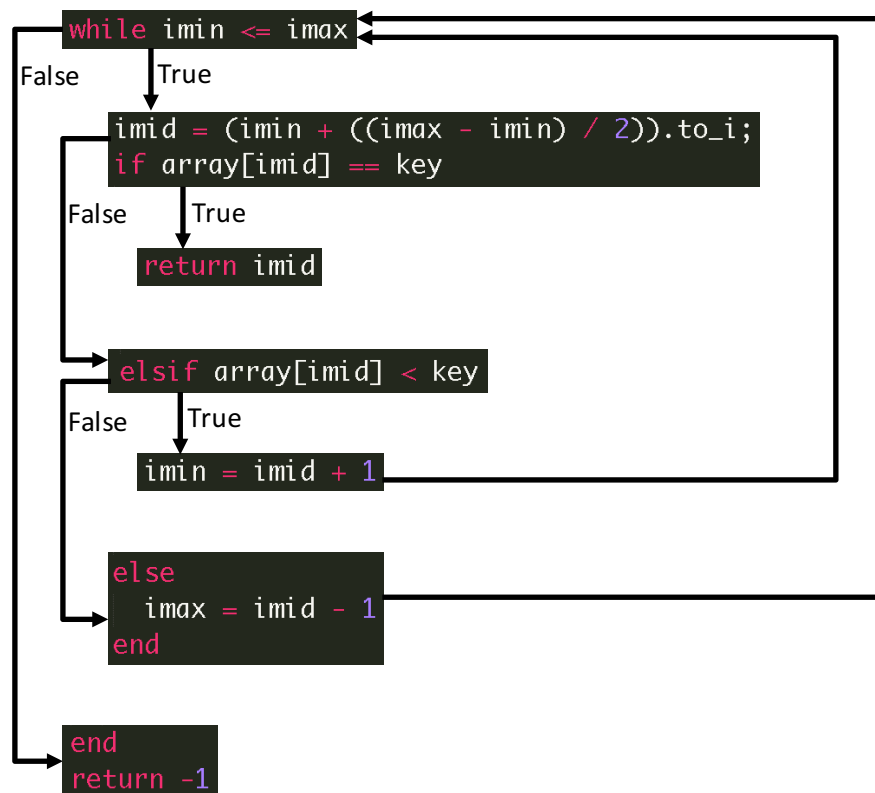 while imin <= imax
False
True
imid = (imin + ((imax - imin) / 2)).to_i;
if array[imid] == key
False
True
return imid
elsif array[imid] < key
False
True
imin = imid + 1
else
imax = imid - 1
end
end
return -1